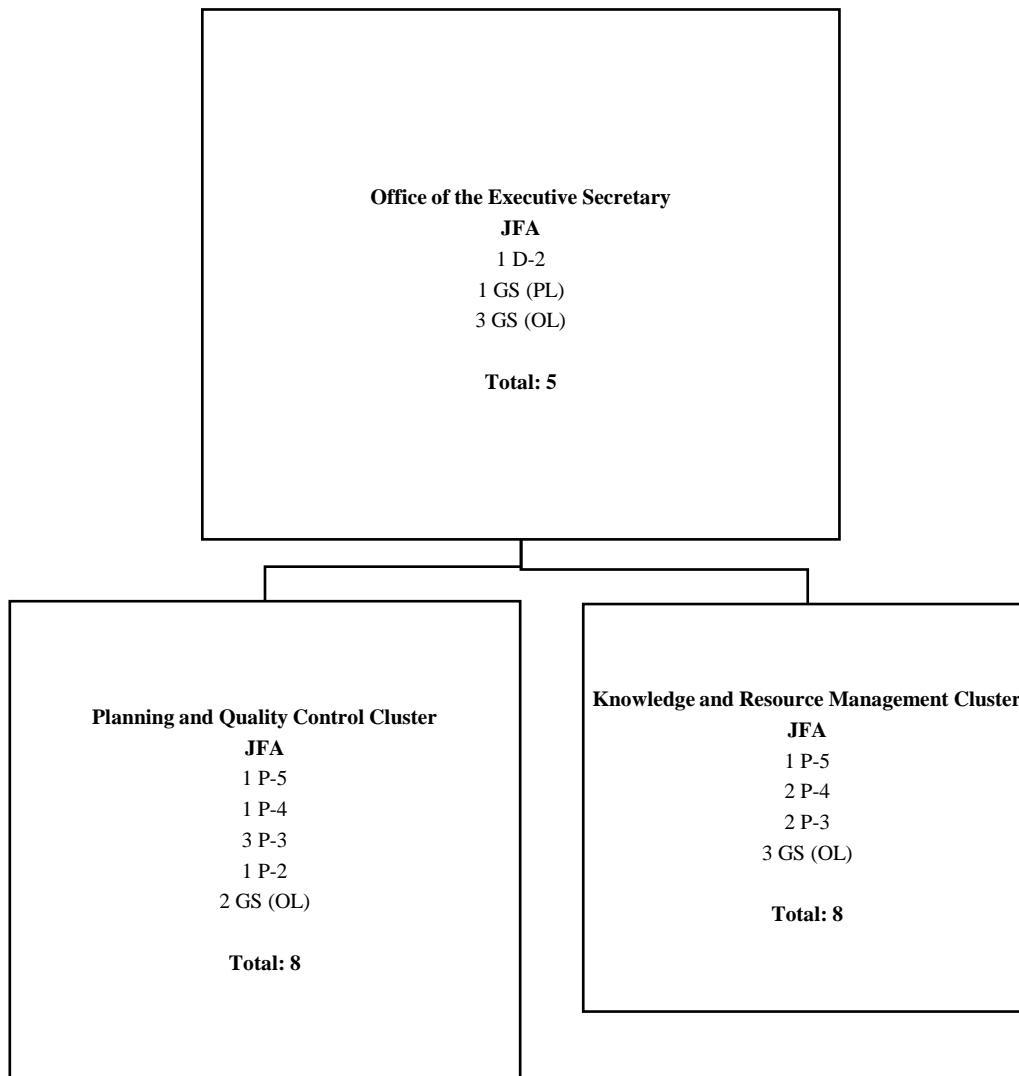 Office of the Executive Secretary
JFA
1 D-2
1 GS (PL)
3 GS (OL)
Total: 5
Planning and Quality Control Cluster
JFA
1 P-5
1 P-4
3 P-3
1 P-2
2 GS (OL)
Total: 8
Knowledge and Resource Management Cluster
JFA
1 P-5
2 P-4
2 P-3
3 GS (OL)
Total: 8